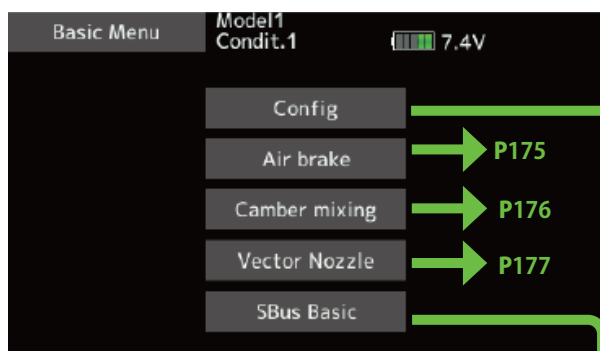 Basic Menu
Model1
Condit.1
7.4V
Config
Air brake
P175
Camber mixing
P176
Vector Nozzle
P177
SBus Basic